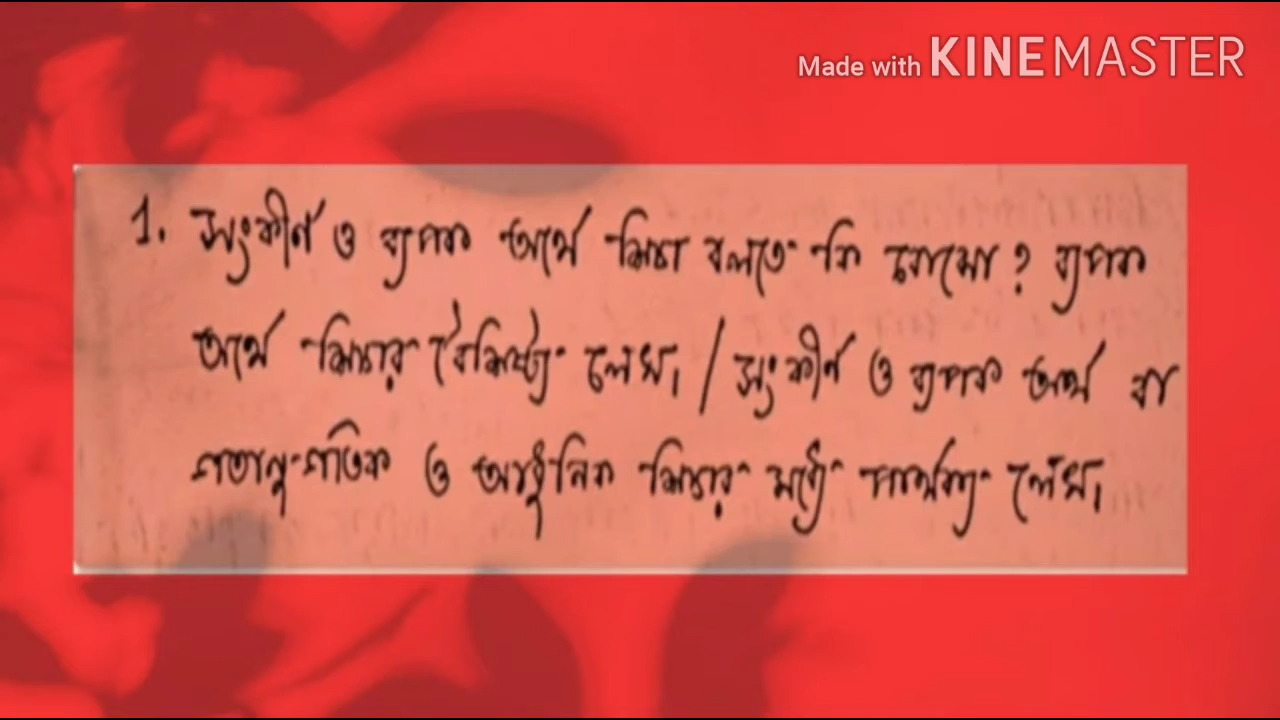 Made with KINEMASTER
1. সংকীর্ণ ও ব্যাপক অর্থে শিক্ষা বলতে কি বোঝো? ব্যাপক
অর্থে শিক্ষার বৈশিষ্ট্য লেখ। / সংকীর্ণ ও ব্যাপক অর্থ বা
গতানুগতিক ও আধুনিক শিক্ষার মধ্যে পার্থক্য লেখ।